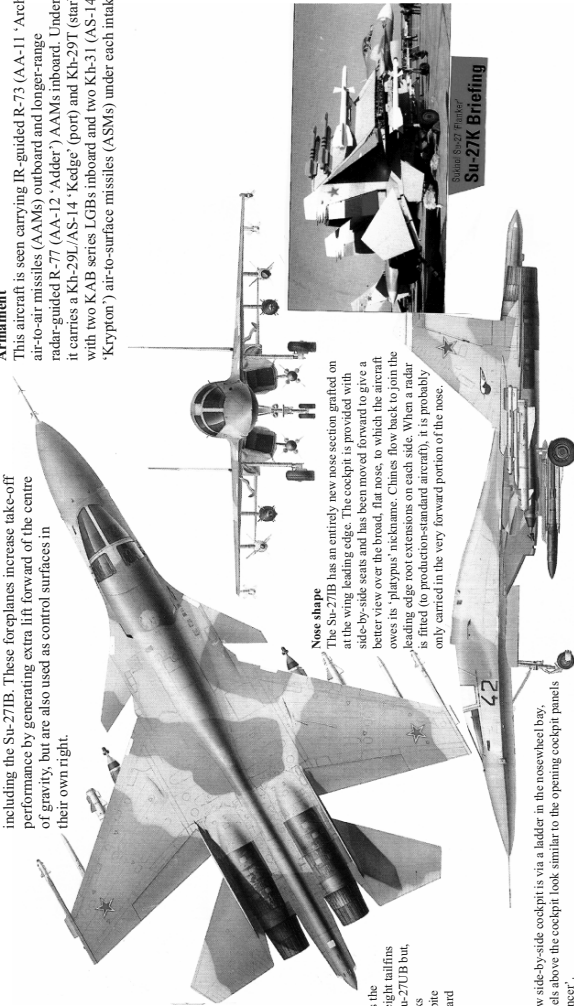 including the Su-27IB. These foreplanes increase take-off
performance by generating extra lift forward of the centre
of gravity, but are also used as control surfaces in
their own right.
Armament
This aircraft is seen carrying IR-guided R-73 (AA-11 ‘Arch
air-to-air missiles (AAMs) outboard and longer-range
radar-guided R-77 (AA-12 ‘Adder’) AAMs inboard. Under
it carries a Kh-29L/AS-14 ‘Kedge’ (port) and Kh-29T (star
with two KAB series LGBs inboard and two Kh-31 (AS-14
‘Krypton’) air-to-surface missiles (ASMs) under each intak
Nose shape
The Su-27IB has an entirely new nose section grafted on
at the wing leading edge. The cockpit is provided with
side-by-side seats and has been moved forward to give a
better view over the broad, flat nose, to which the aircraft
owes its ‘platypus’ nickname. Chines flow back to join the
leading edge root extensions on each side. When a radar
is fitted (to production-standard aircraft), it is probably
only carried in the very forward portion of the nose.
Sukhoi Su-27 ‘Flanker’
Su-27K Briefing
42
s the
ight tailfins
u-27UB but,
ks
oite
ard
w side-by-side cockpit is via a ladder in the nosewheel bay,
els above the cockpit look similar to the opening cockpit panels
ncer’.